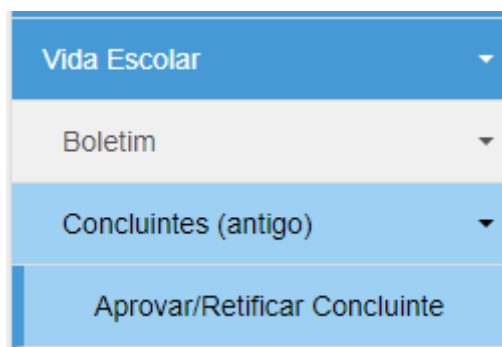 Vida Escolar
Boletim
Concluintes (antigo)
Aprovar/Retificar Concluinte